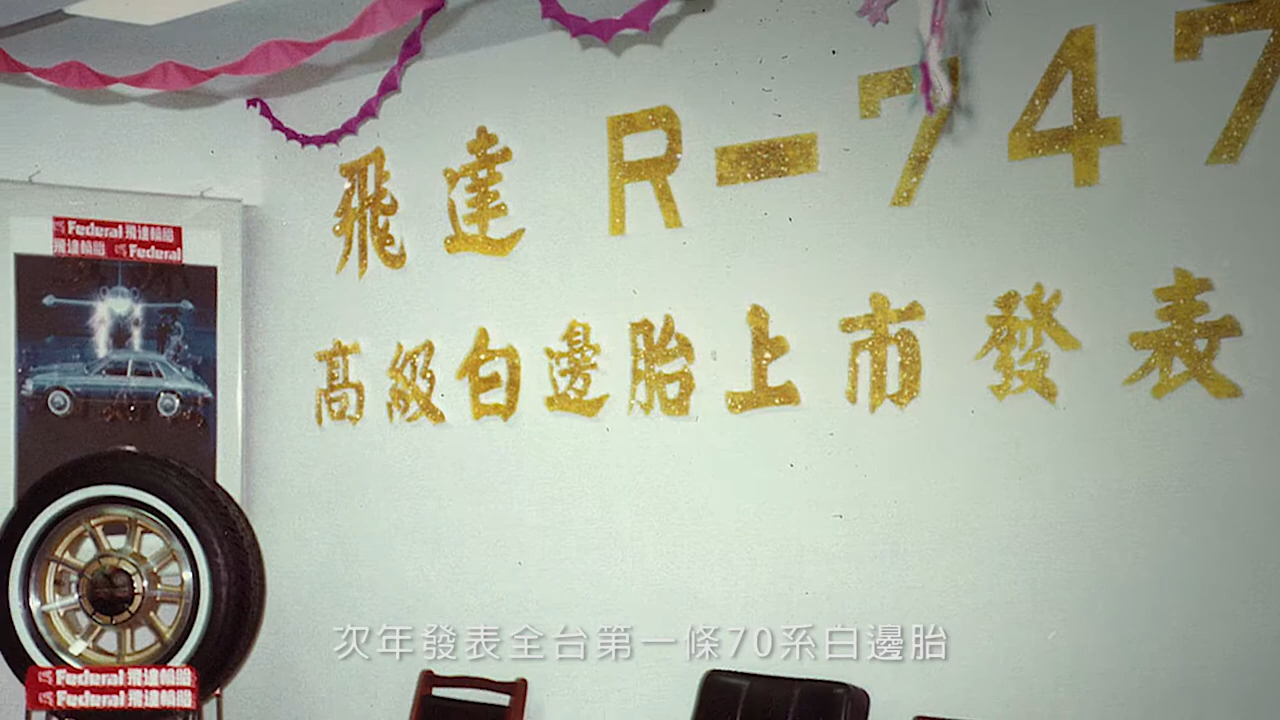 飛達 R-747
高級白邊胎上市發表
Federal 飛達輪胎
飛達輪胎 Federal
次年發表全台第一條70系白邊胎
Federal 飛達輪胎
Federal 飛達輪胎